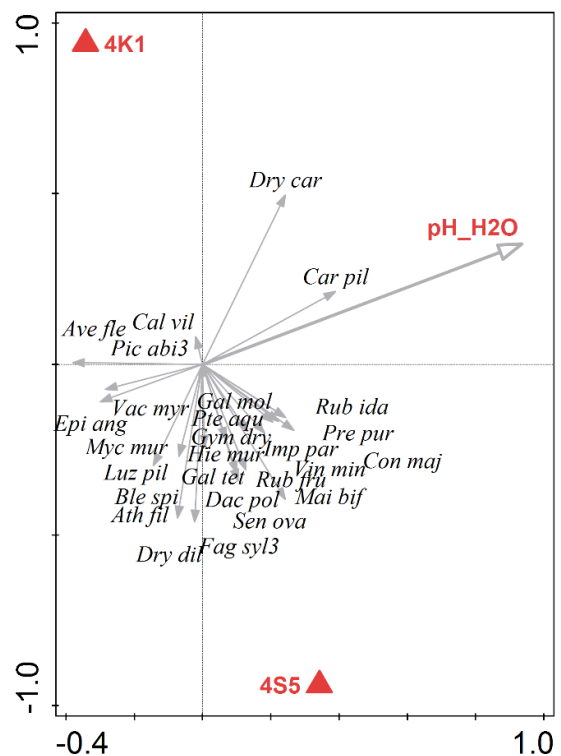 1.0
4K1
Dry car
pH_H2O
Car pil
Cal vil
Ave fle
Pic abi3
Gal mol
Rub ida
Vac myr
Pte aqu
Epi ang
Gym dry
Pre pur
Myc mur
Hie mur
Imp par
Con maj
Luz pil
Gal tet
Rub fru
Vin min
Ble spi
Dac pol
Mai bif
Ath fil
Sen ova
Dry dil
Fag syl3
4S5
-1.0
-0.4
1.0